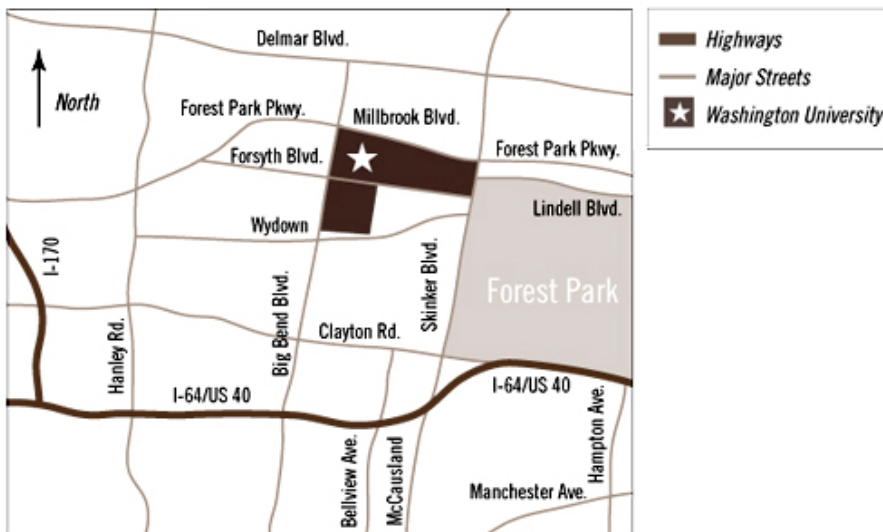 Delmar Blvd.
North
Forest Park Pkwy.
Millbrook Blvd.
Forsyth Blvd.
Forest Park Pkwy.
Lindell Blvd.
Wydown
I-170
Big Bend Blvd.
Skinker Blvd.
Forest Park
Hanley Rd.
Clayton Rd.
I-64/US 40
I-64/US 40
Bellview Ave.
McCausland
Hampton Ave.
Manchester Ave.
Highways
Major Streets
Washington University